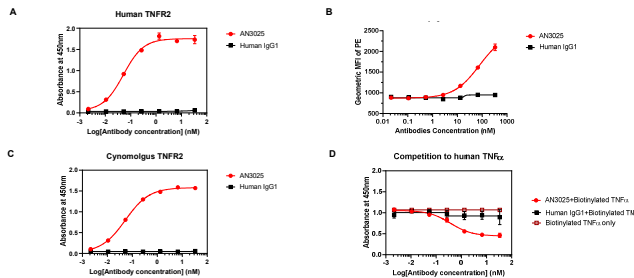 A
Human TNFR2
Absorbance at 450nm
2.0
1.5
1.0
0.5
0.0
-3
-2
-1
0
1
2
Log[Antibody concentration] (nM)
AN3025
Human IgG1
B
Geometric MFI of PE
2500
2000
1500
1000
500
0.01
0.1
1
10
100
1000
Antibodies Concentration (nM)
AN3025
Human IgG1
C
Cynomolgus TNFR2
Absorbance at 450nm
2.0
1.5
1.0
0.5
0.0
-3
-2
-1
0
1
2
Log[Antibody concentration] (nM)
AN3025
Human IgG1
D
Competition to human TNFα
Absorbance at 450nm
2.0
1.5
1.0
0.5
0.0
-3
-2
-1
0
1
2
Log[Antibody concentration] (nM)
AN3025+Biotinylated TNFα
Human IgG1+Biotinylated TN
Biotinylated TNFα only